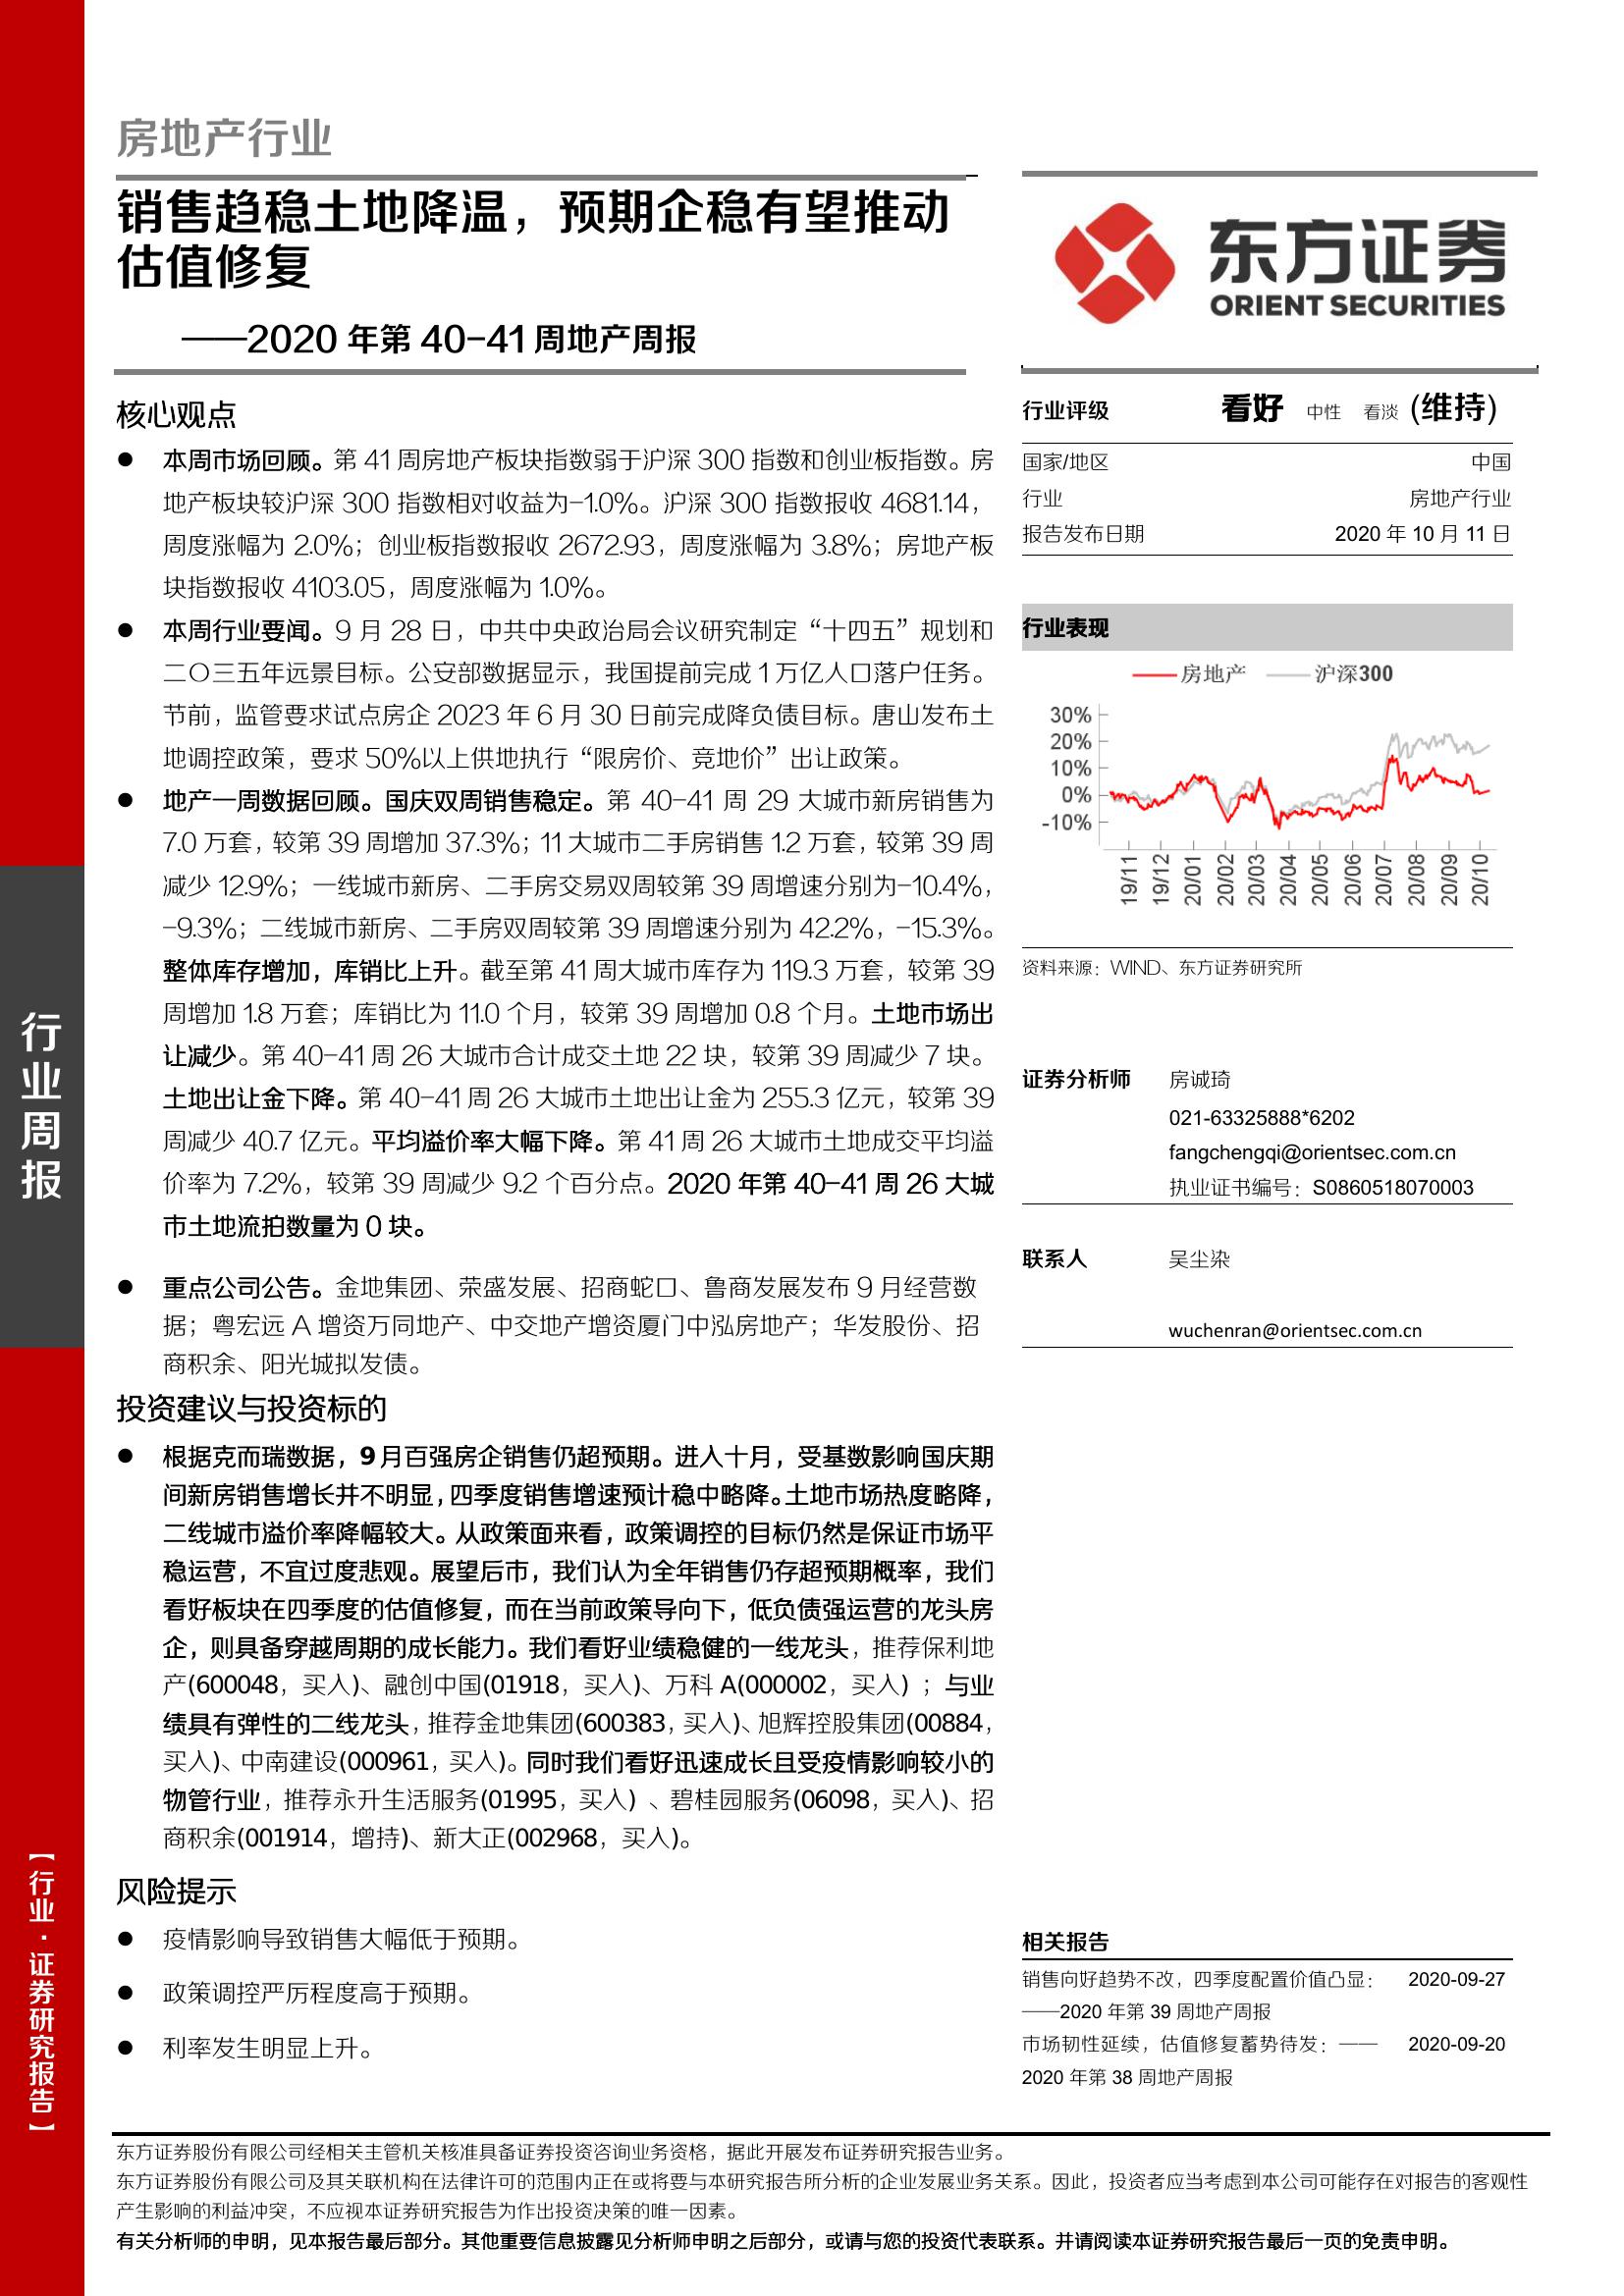 房地产行业
销售趋稳土地降温，预期企稳有望推动
估值修复
——2020 年第 40-41 周地产周报
核心观点
● 本周市场回顾。第 41 周房地产板块指数弱于沪深 300 指数和创业板指数。房
地产板块较沪深 300 指数相对收益为-1.0%。沪深 300 指数报收 4681.14，
周度涨幅为 2.0%；创业板指数报收 2672.93，周度涨幅为 3.8%；房地产板
块指数报收 4103.05，周度涨幅为 1.0%。
● 本周行业要闻。9 月 28 日，中共中央政治局会议研究制定“十四五”规划和
二〇三五年远景目标。公安部数据显示，我国提前完成 1 万亿人口落户任务。
节前，监管要求试点房企 2023 年 6 月 30 日前完成降负债目标。唐山发布土
地调控政策，要求 50%以上供地执行“限房价、竞地价”出让政策。
● 地产一周数据回顾。国庆双周销售稳定。第 40-41 周 29 大城市新房销售为
7.0 万套，较第 39 周增加 37.3%；11 大城市二手房销售 1.2 万套，较第 39 周
减少 12.9%；一线城市新房、二手房交易双周较第 39 周增速分别为-10.4%，
-9.3%；二线城市新房、二手房双周较第 39 周增速分别为 42.2%，-15.3%。
整体库存增加，库销比上升。截至第 41 周大城市库存为 119.3 万套，较第 39
周增加 1.8 万套；库销比为 11.0 个月，较第 39 周增加 0.8 个月。土地市场出
让减少。第 40-41 周 26 大城市合计成交土地 22 块，较第 39 周减少 7 块。
土地出让金下降。第 40-41 周 26 大城市土地出让金为 255.3 亿元，较第 39
周减少 40.7 亿元。平均溢价率大幅下降。第 41 周 26 大城市土地成交平均溢
价率为 7.2%，较第 39 周减少 9.2 个百分点。2020 年第 40-41 周 26 大城
市土地流拍数量为 0 块。
● 重点公司公告。金地集团、荣盛发展、招商蛇口、鲁商发展发布 9 月经营数
据；粤宏远 A 增资万同地产、中交地产增资厦门中泓房地产；华发股份、招
商积余、阳光城拟发债。
投资建议与投资标的
● 根据克而瑞数据，9 月百强房企销售仍超预期。进入十月，受基数影响国庆期
间新房销售增长并不明显，四季度销售增速预计稳中略降。土地市场热度略降，
二线城市溢价率降幅较大。从政策面来看，政策调控的目标仍然是保证市场平
稳运营，不宜过度悲观。展望后市，我们认为全年销售仍存超预期概率，我们
看好板块在四季度的估值修复，而在当前政策导向下，低负债强运营的龙头房
企，则具备穿越周期的成长能力。我们看好业绩稳健的一线龙头，推荐保利地
产(600048，买入)、融创中国(01918，买入)、万科 A(000002，买入) ；与业
绩具有弹性的二线龙头，推荐金地集团(600383，买入)、旭辉控股集团(00884，
买入)、中南建设(000961，买入)。同时我们看好迅速成长且受疫情影响较小的
物管行业，推荐永升生活服务(01995，买入) 、碧桂园服务(06098，买入)、招
商积余(001914，增持)、新大正(002968，买入)。
风险提示
● 疫情影响导致销售大幅低于预期。
● 政策调控严厉程度高于预期。
● 利率发生明显上升。
东方证券
ORIENT SECURITIES
行业评级 看好 中性 看淡 (维持)
国家/地区 中国
行业 房地产行业
报告发布日期 2020 年 10 月 11 日
行业表现
房地产 沪深300
30%
20%
10%
0%
-10%
19/11 19/12 20/01 20/02 20/03 20/04 20/05 20/06 20/07 20/08 20/09 20/10
资料来源：WIND、东方证券研究所
证券分析师 房诚琦
021-63325888*6202
fangchengqi@orientsec.com.cn
执业证书编号：S0860518070003
联系人 吴尘染
wuchenran@orientsec.com.cn
相关报告
销售向好趋势不改，四季度配置价值凸显： 2020-09-27
——2020 年第 39 周地产周报
市场韧性延续，估值修复蓄势待发：—— 2020-09-20
2020 年第 38 周地产周报
行业周报
【行业·证券研究报告】
东方证券股份有限公司经相关主管机关核准具备证券投资咨询业务资格，据此开展发布证券研究报告业务。
东方证券股份有限公司及其关联机构在法律许可的范围内正在或将要与本研究报告所分析的企业发展业务关系。因此，投资者应当考虑到本公司可能存在对报告的客观性
产生影响的利益冲突，不应视本证券研究报告为作出投资决策的唯一因素。
有关分析师的申明，见本报告最后部分。其他重要信息披露见分析师申明之后部分，或请与您的投资代表联系。并请阅读本证券研究报告最后一页的免责申明。